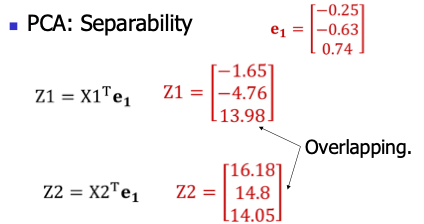 ▪ PCA: Separability
e₁ = [−0.25 −0.63 0.74]
Z1 = X1ᵀe₁ Z1 = [−1.65 −4.76 13.98]
Overlapping.
Z2 = X2ᵀe₁ Z2 = [16.18 14.8 14.05]